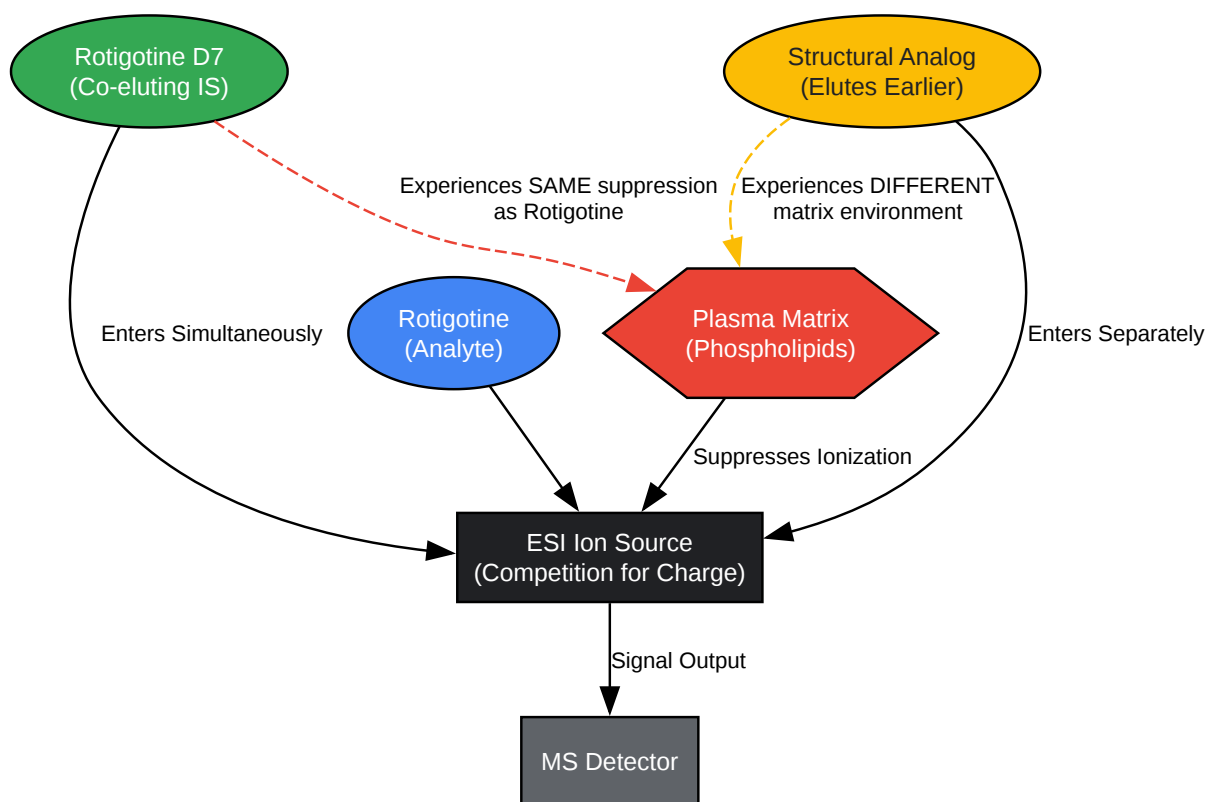 Rotigotine D7
(Co-eluting IS)
Structural Analog
(Elutes Earlier)
Experiences SAME suppression
as Rotigotine
Experiences DIFFERENT
matrix environment
Enters Simultaneously
Rotigotine
(Analyte)
Plasma Matrix
(Phospholipids)
Enters Separately
Suppresses Ionization
ESI Ion Source
(Competition for Charge)
Signal Output
MS Detector